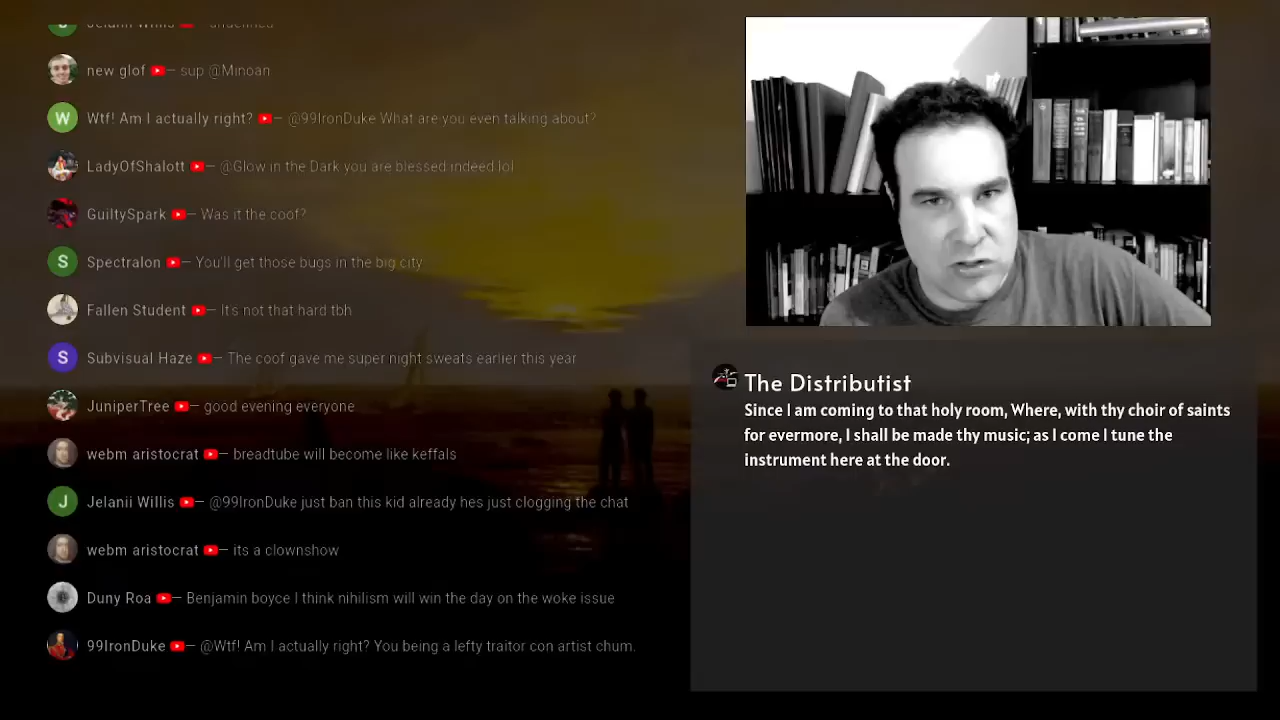 Jelanii Willis — undefined
new glof — sup @Minoan
Wtf! Am I actually right? — @99IronDuke What are you even talking about?
LadyOfShalott — @Glow in the Dark you are blessed indeed lol
GuiltySpark — Was it the coof?
W
S
Spectralon — You'll get those bugs in the big city
Fallen Student — It's not that hard tbh
S
Subvisual Haze — The coof gave me super night sweats earlier this year
JuniperTree — good evening everyone
webm aristocrat — breadtube will become like keffals
J
Jelanii Willis — @99IronDuke just ban this kid already hes just clogging the chat
webm aristocrat — its a clownshow
Duny Roa — Benjamin boyce I think nihilism will win the day on the woke issue
99IronDuke — @Wtf! Am I actually right? You being a lefty traitor con artist chum.
The Distributist
Since I am coming to that holy room, Where, with thy choir of saints
for evermore, I shall be made thy music; as I come I tune the
instrument here at the door.